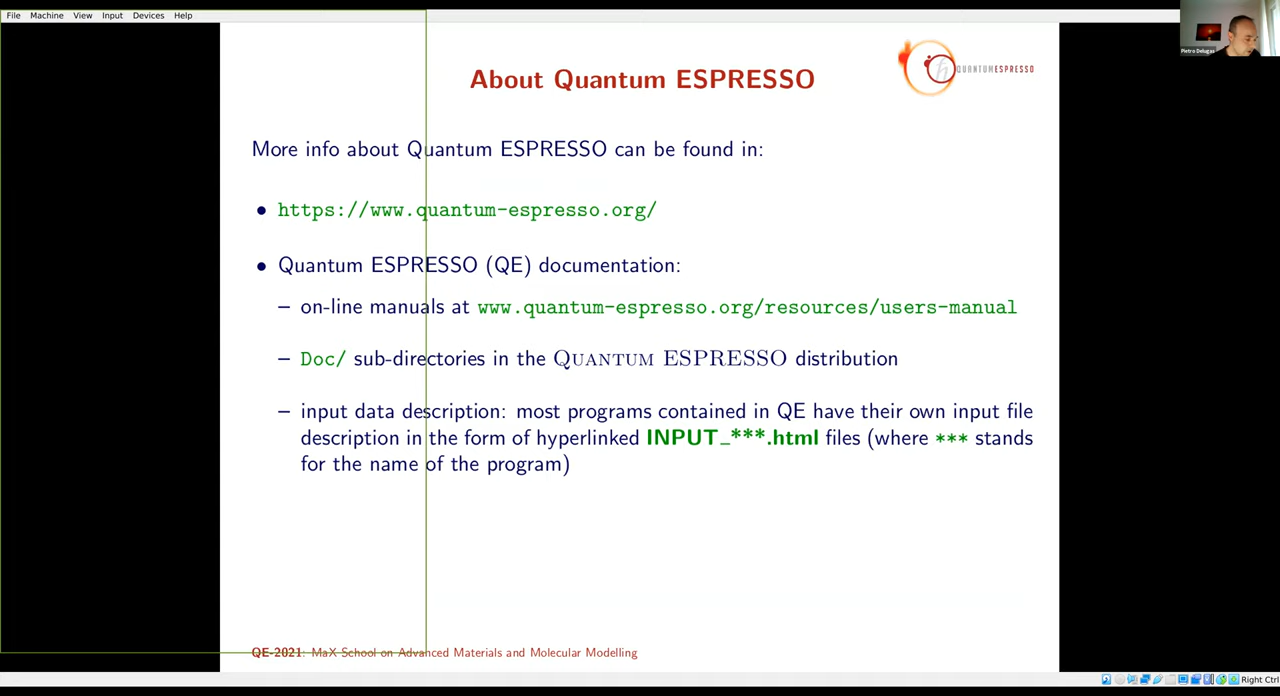 File Machine View Input Devices Help
Pietro Delugas
About Quantum ESPRESSO
QUANTUMESPRESSO
More info about Quantum ESPRESSO can be found in:
• https://www.quantum-espresso.org/
• Quantum ESPRESSO (QE) documentation:
– on-line manuals at www.quantum-espresso.org/resources/users-manual
– Doc/ sub-directories in the QUANTUM ESPRESSO distribution
– input data description: most programs contained in QE have their own input file
description in the form of hyperlinked INPUT_***.html files (where *** stands
for the name of the program)
QE-2021: MaX School on Advanced Materials and Molecular Modelling
Right Ctrl